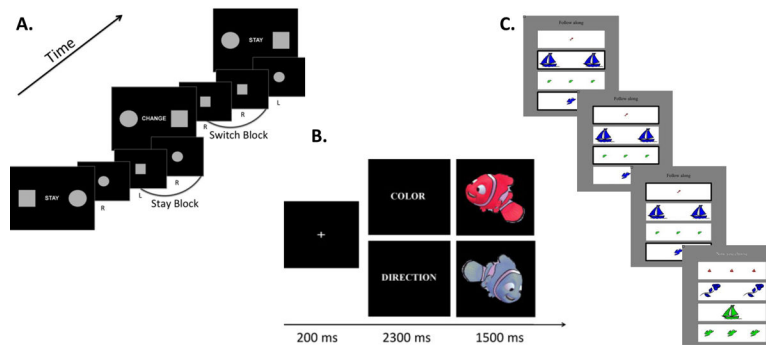 A.
Time
STAY
R
L
R
Stay Block
CHANGE
R
R
L
Switch Block
STAY
B.
COLOR
DIRECTION
200 ms
2300 ms
1500 ms
C.
Follow along
Follow along
Follow along